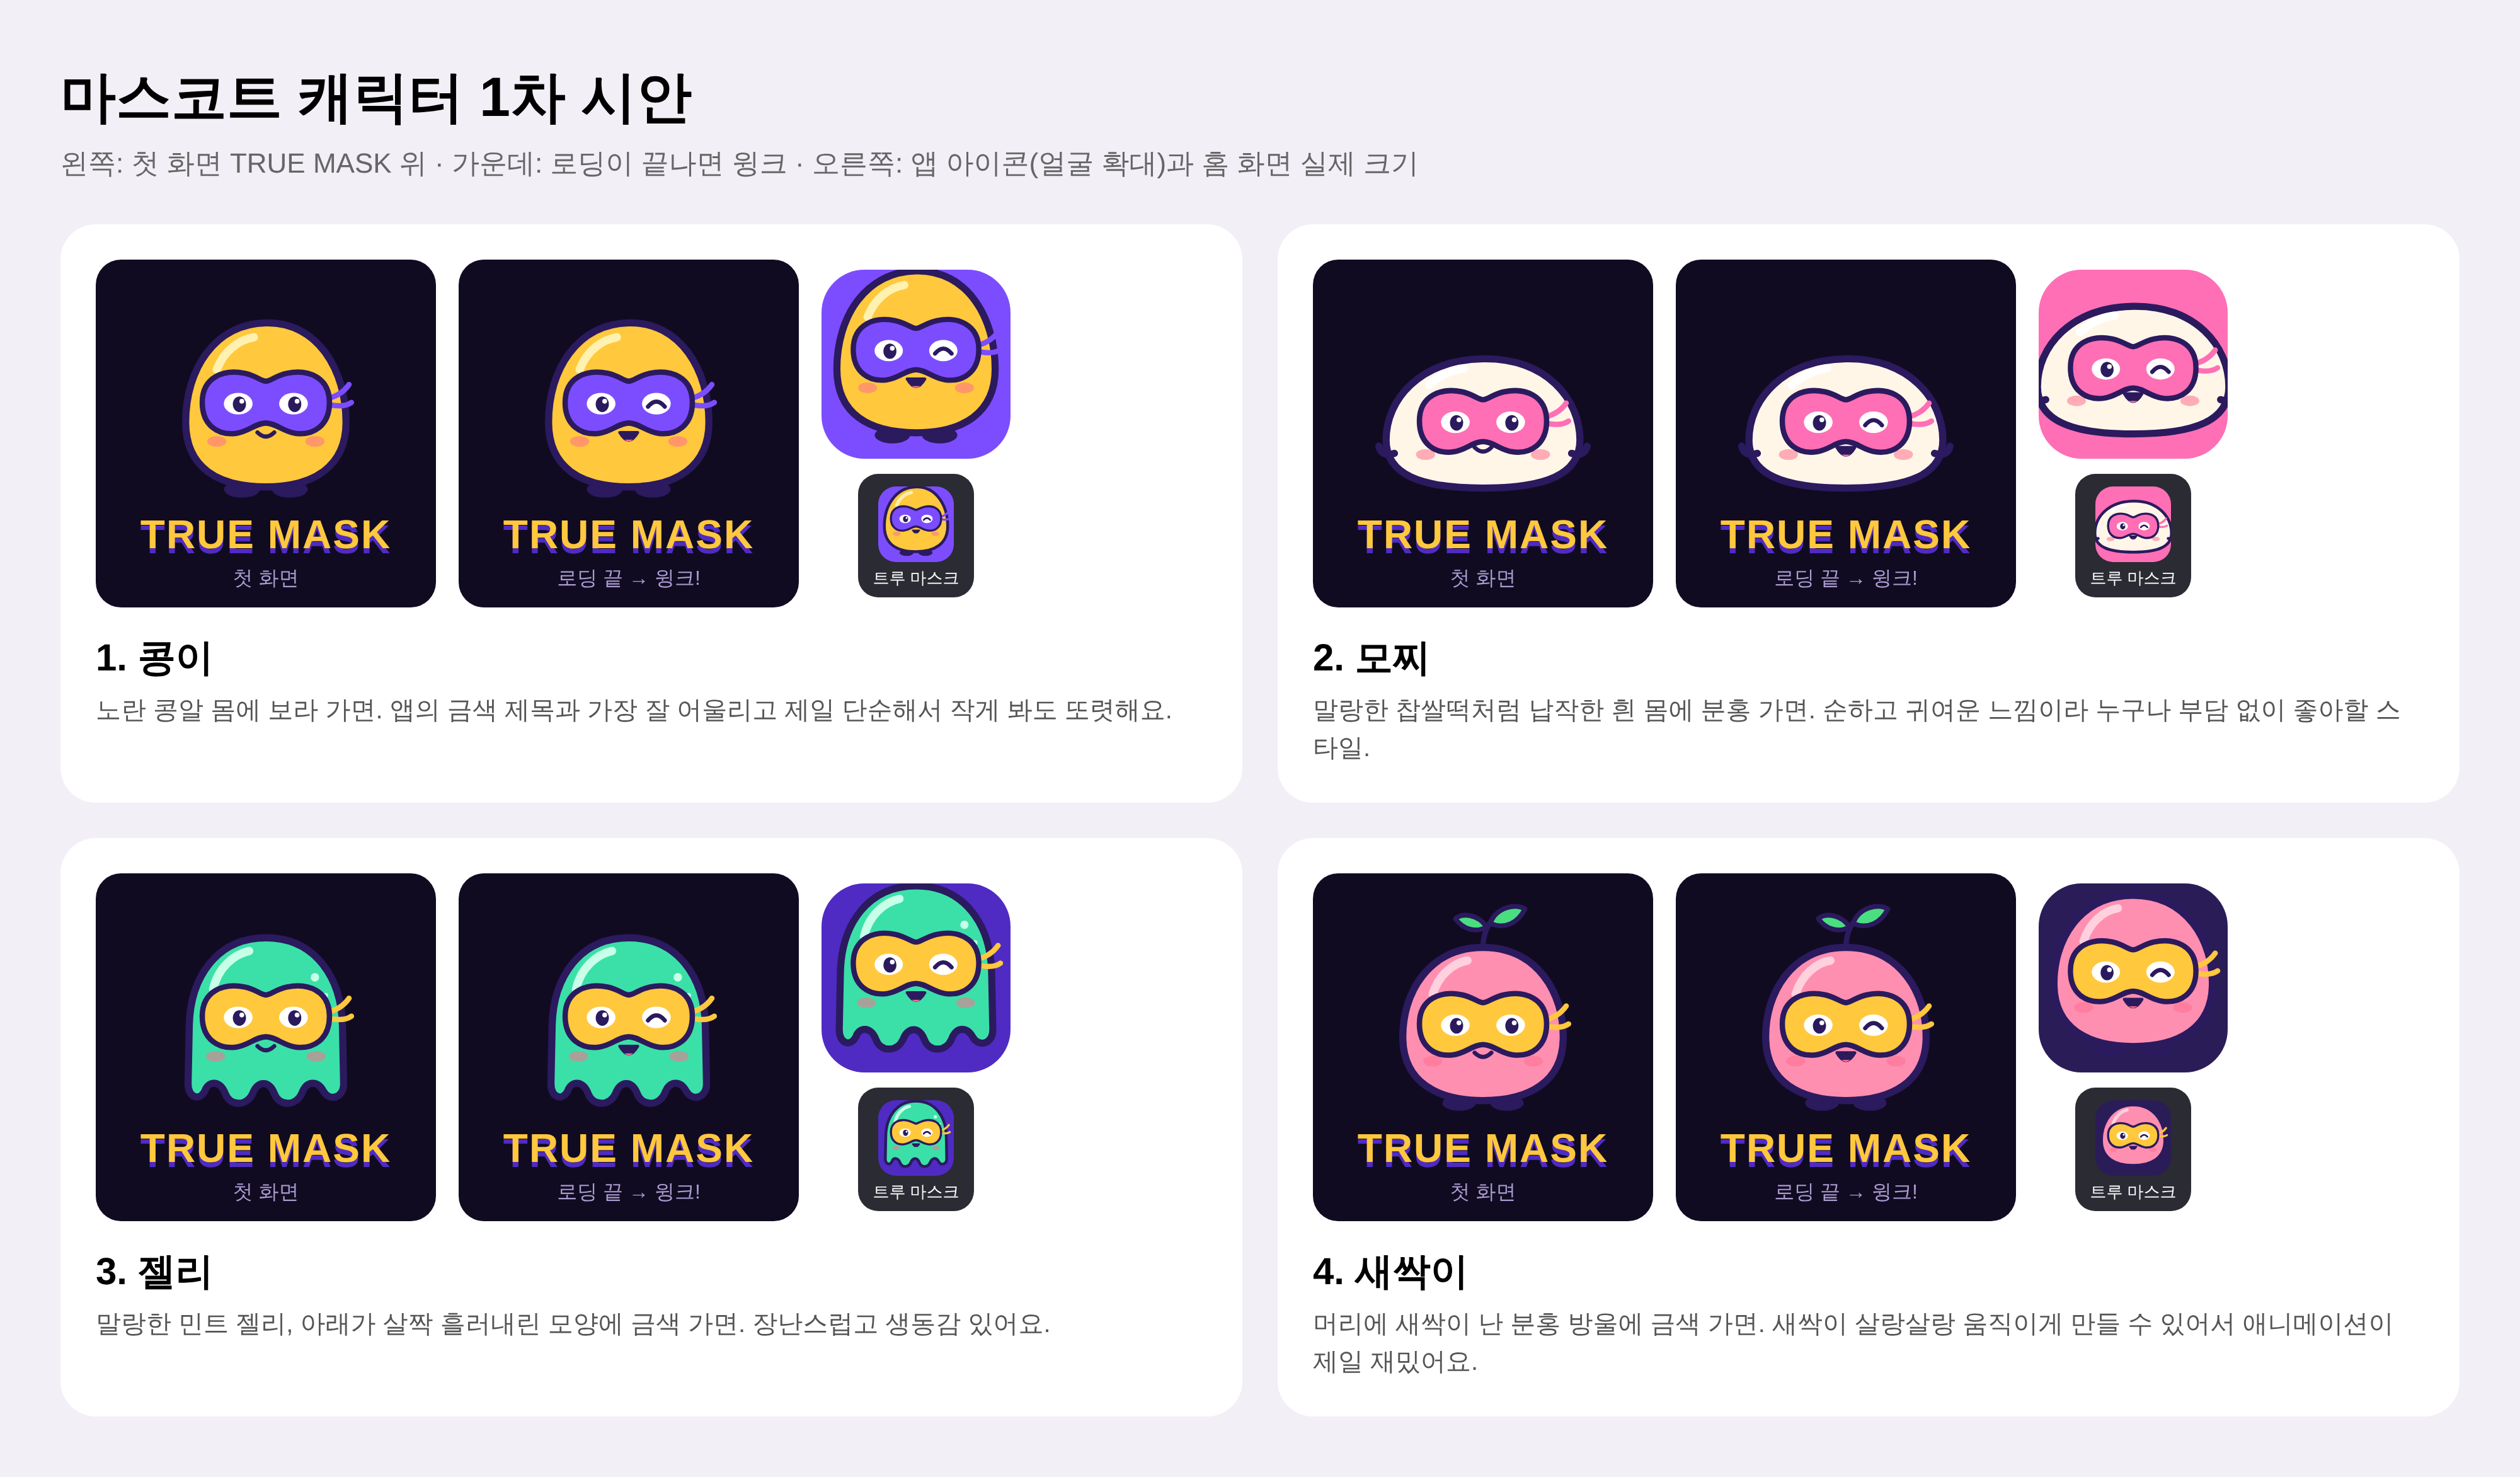 마스코트 캐릭터 1차 시안
왼쪽: 첫 화면 TRUE MASK 위 · 가운데: 로딩이 끝나면 윙크 · 오른쪽: 앱 아이콘(얼굴 확대)과 홈 화면 실제 크기
TRUE MASK
첫 화면
TRUE MASK
로딩 끝 → 윙크!
트루 마스크
1. 콩이
노란 콩알 몸에 보라 가면. 앱의 금색 제목과 가장 잘 어울리고 제일 단순해서 작게 봐도 또렷해요.
TRUE MASK
첫 화면
TRUE MASK
로딩 끝 → 윙크!
트루 마스크
2. 모찌
말랑한 찹쌀떡처럼 납작한 흰 몸에 분홍 가면. 순하고 귀여운 느낌이라 누구나 부담 없이 좋아할 스
타일.
TRUE MASK
첫 화면
TRUE MASK
로딩 끝 → 윙크!
트루 마스크
3. 젤리
말랑한 민트 젤리, 아래가 살짝 흘러내린 모양에 금색 가면. 장난스럽고 생동감 있어요.
TRUE MASK
첫 화면
TRUE MASK
로딩 끝 → 윙크!
트루 마스크
4. 새싹이
머리에 새싹이 난 분홍 방울에 금색 가면. 새싹이 살랑살랑 움직이게 만들 수 있어서 애니메이션이
제일 재밌어요.